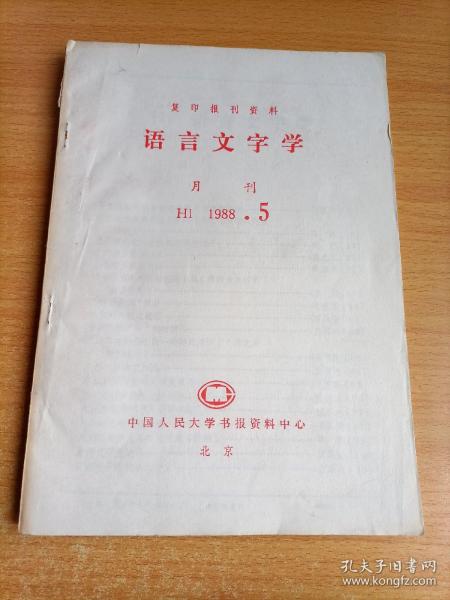 复印报刊资料
语言文字学
月刊
H1 1988.5
中国人民大学书报资料中心
北京
孔夫子旧书网
www.kongfz.com